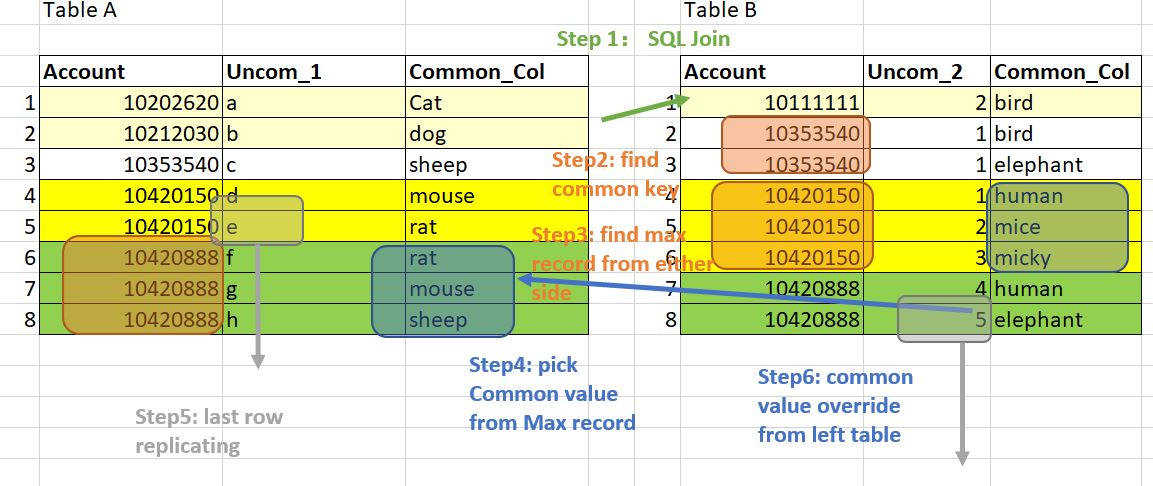 Table A Table B
Step 1： SQL Join
Account Uncom_1 Common_Col Account Uncom_2 Common_Col
1 10202620 a Cat 1 10111111 2 bird
2 10212030 b dog 2 10353540 1 bird
3 10353540 c sheep 3 10353540 1 elephant
4 10420150 d mouse 4 10420150 1 human
5 10420150 e rat 5 10420150 2 mice
6 10420888 f rat 6 10420150 3 micky
7 10420888 g mouse 7 10420888 4 human
8 10420888 h sheep 8 10420888 5 elephant
Step2: find
common key
Step3: find max
record from either
side
Step4: pick
Common value
from Max record
Step5: last row
replicating
Step6: common
value override
from left table